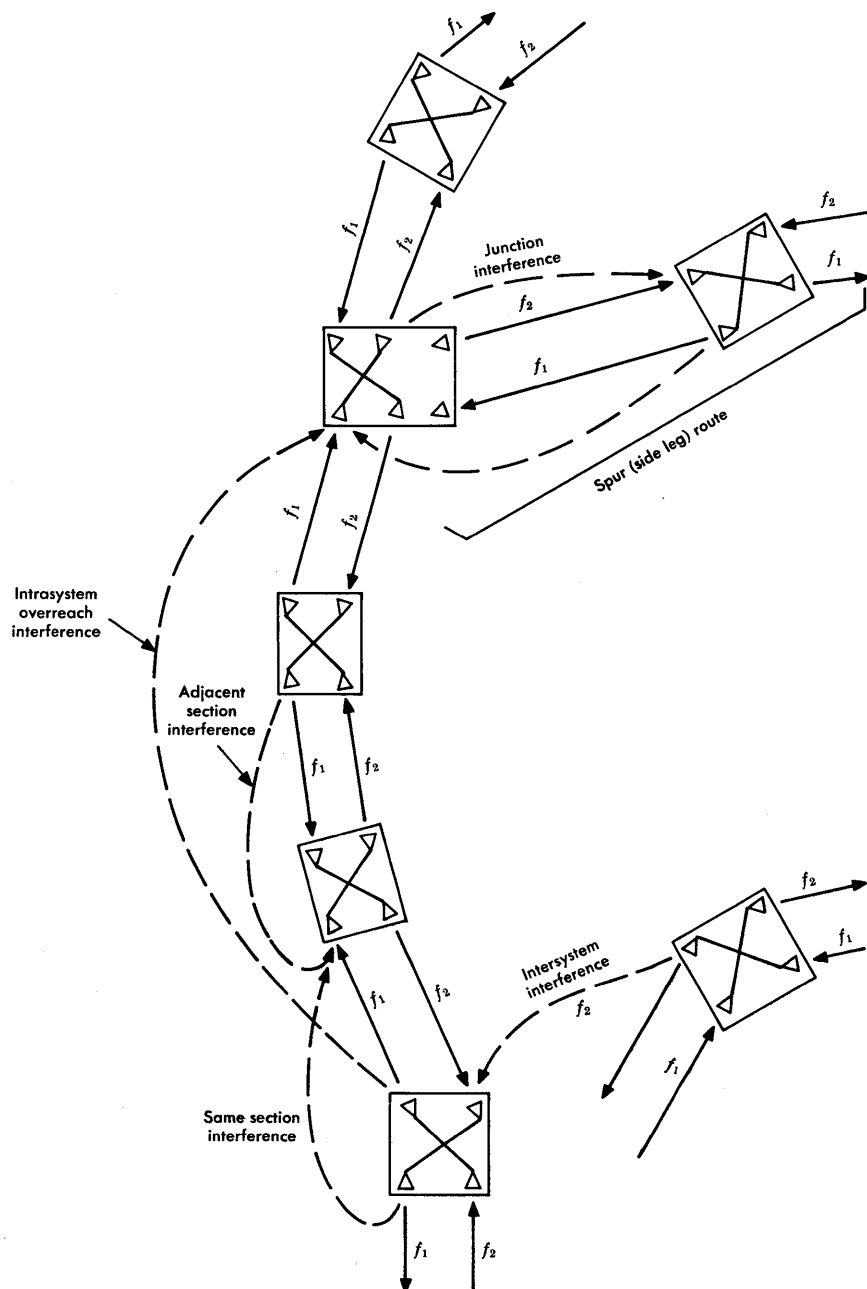 f1
f2
f1
f2
Junction
interference
f2
f1
f2
f1
Spur (side leg) route
f1
f2
Intrasystem
overreach
interference
Adjacent
section
interference
f1
f2
f2
f1
Intersystem
interference
f2
f1
f2
f1
Same section
interference
f1
f2